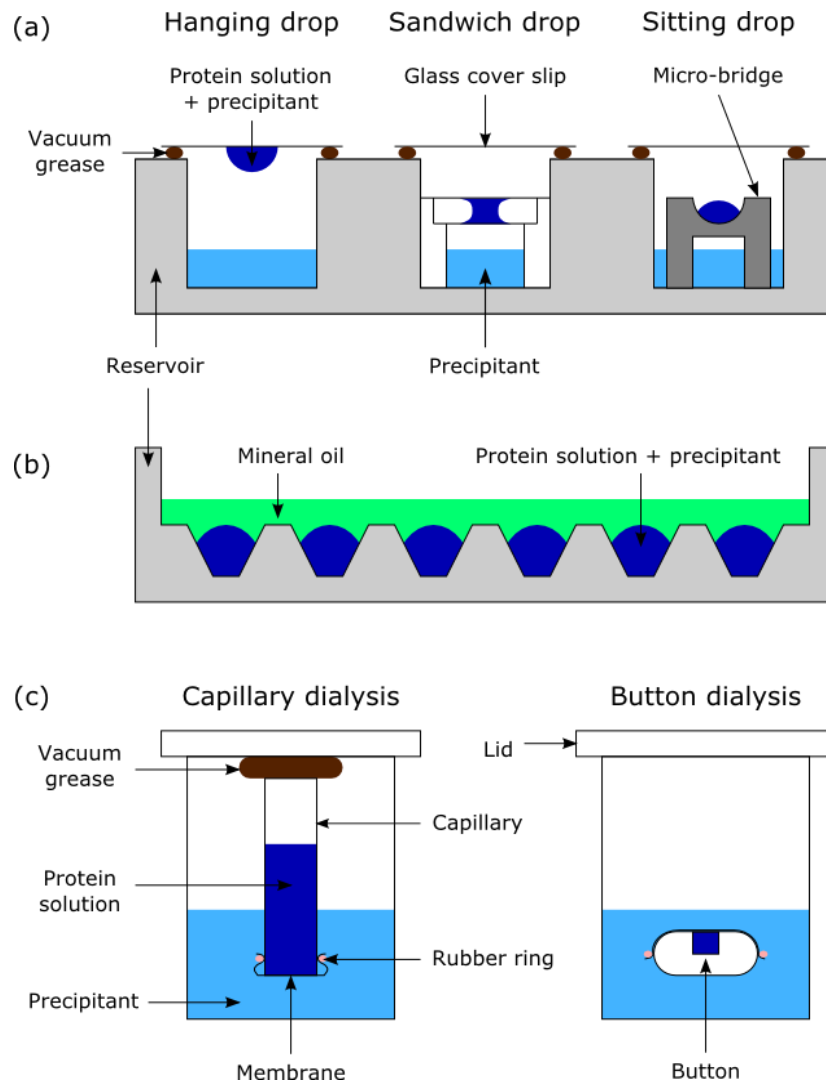 (a)
Hanging drop
Sandwich drop
Sitting drop
Protein solution
+ precipitant
Glass cover slip
Micro-bridge
Vacuum
grease
Reservoir
Precipitant
(b)
Mineral oil
Protein solution + precipitant
(c)
Capillary dialysis
Button dialysis
Vacuum
grease
Lid
Capillary
Protein
solution
Rubber ring
Precipitant
Membrane
Button